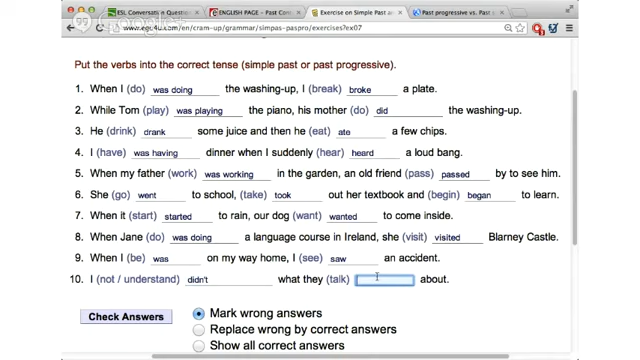 Google+
ESL Conversation Question
ENGLISH PAGE - Past Con
Exercise on Simple Past an
Past progressive vs. Past s
www.ego4u.com/en/cram-up/grammar/simpas-paspro/exercises?ex07
Put the verbs into the correct tense (simple past or past progressive).
1. When I (do) was doing the washing-up, I (break) broke a plate.
2. While Tom (play) was playing the piano, his mother (do) did the washing-up.
3. He (drink) drank some juice and then he (eat) ate a few chips.
4. I (have) was having dinner when I suddenly (hear) heard a loud bang.
5. When my father (work) was working in the garden, an old friend (pass) passed by to see him.
6. She (go) went to school, (take) took out her textbook and (begin) began to learn.
7. When it (start) started to rain, our dog (want) wanted to come inside.
8. When Jane (do) was doing a language course in Ireland, she (visit) visited Blarney Castle.
9. When I (be) was on my way home, I (see) saw an accident.
10. I (not / understand) didn't what they (talk) about.
Check Answers
Mark wrong answers
Replace wrong by correct answers
Show all correct answers